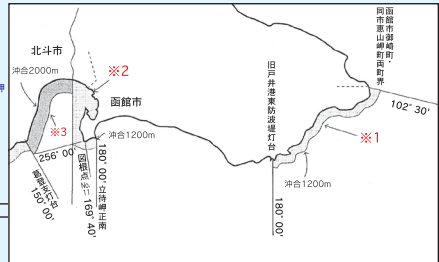 北斗市
沖合2000m
※2
函館市
※3
沖合1200m
256° 00'
葛登支灯台
150° 00'
図根点No.11
169° 40'
180° 00' 立待岬正南
旧戸井港東防波堤灯台
180° 00'
沖合1200m
※1
函館市御崎町・
同市恵山岬町両町界
102° 30'
岬